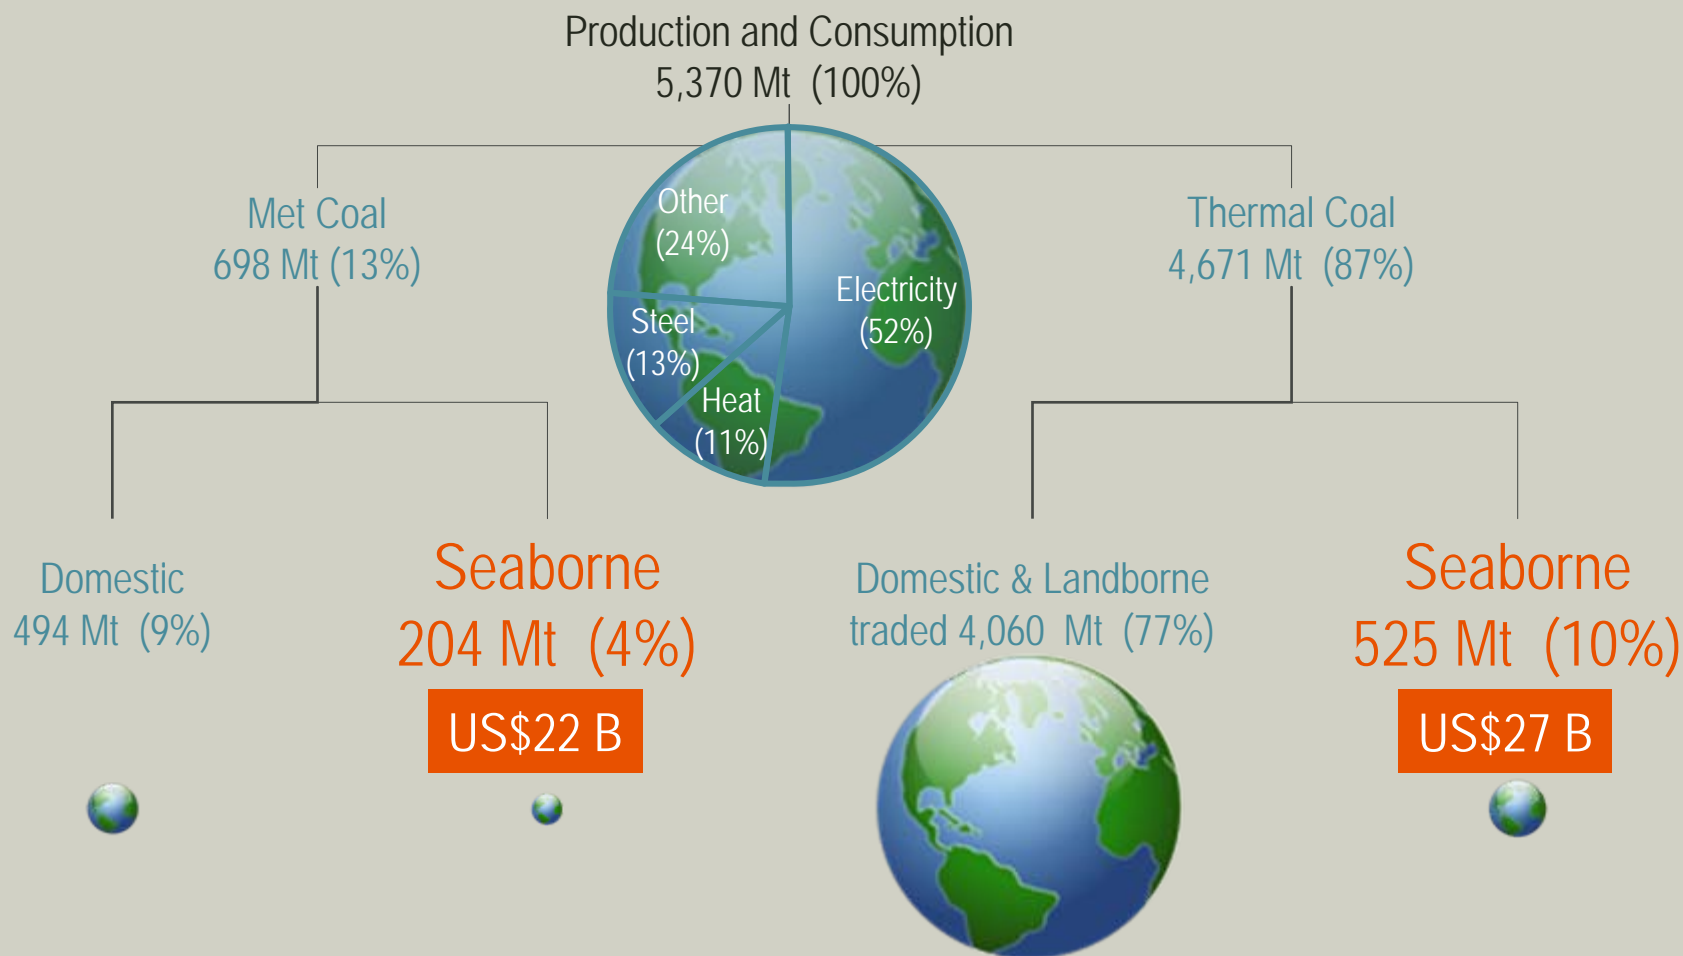 Production and Consumption
5,370 Mt (100%)
Met Coal
698 Mt (13%)
Other
(24%)
Steel
(13%)
Heat
(11%)
Electricity
(52%)
Thermal Coal
4,671 Mt (87%)
Domestic
494 Mt (9%)
Seaborne
204 Mt (4%)
US$22 B
Domestic & Landborne
traded 4,060 Mt (77%)
Seaborne
525 Mt (10%)
US$27 B